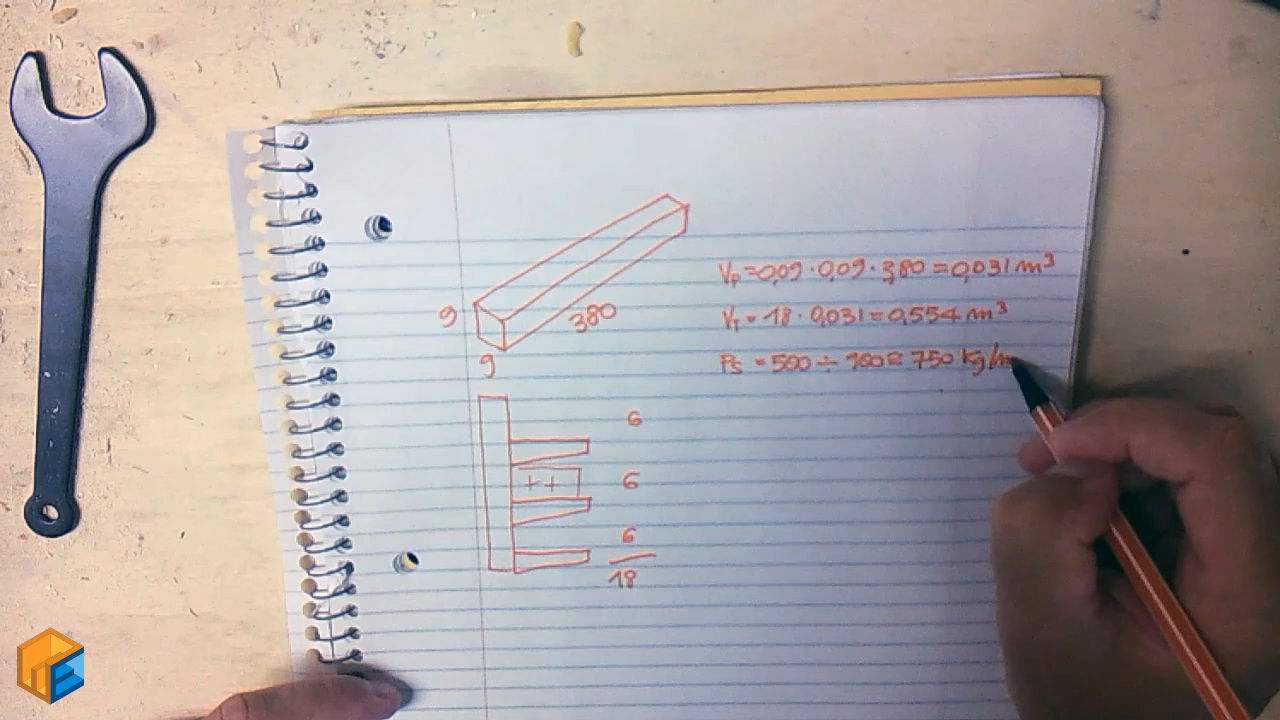 9
380
9
Vp = 0,09 · 0,09 · 3,80 = 0,031 m³
VT = 18 · 0,031 = 0,554 m³
Ps = 500 ÷ 900 = 750 Kg/m
6
++
6
6
18